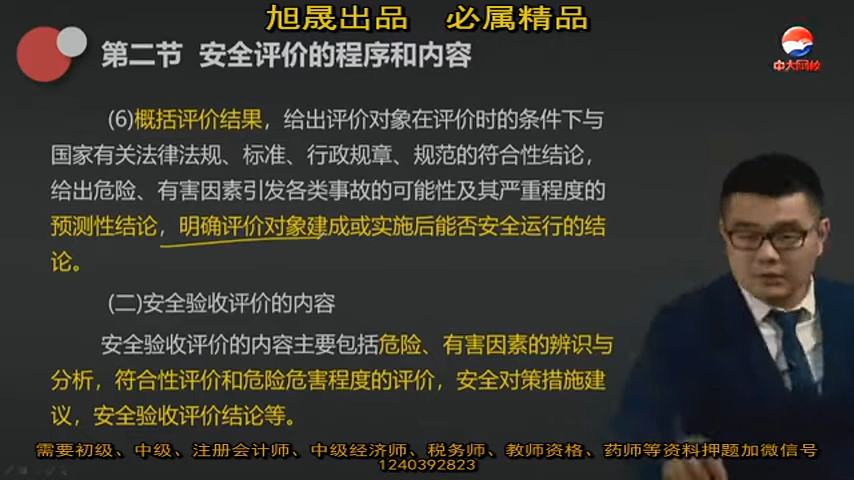 旭晟出品 必属精品
第二节 安全评价的程序和内容
中大网校
(6)概括评价结果，给出评价对象在评价时的条件下与
国家有关法律法规、标准、行政规章、规范的符合性结论，
给出危险、有害因素引发各类事故的可能性及其严重程度的
预测性结论，明确评价对象建成或实施后能否安全运行的结
论。
(二)安全验收评价的内容
安全验收评价的内容主要包括危险、有害因素的辨识与
分析，符合性评价和危险危害程度的评价，安全对策措施建
议，安全验收评价结论等。
需要初级、中级、注册会计师、中级经济师、税务师、教师资格、药师等资料押题加微信号
1240392823